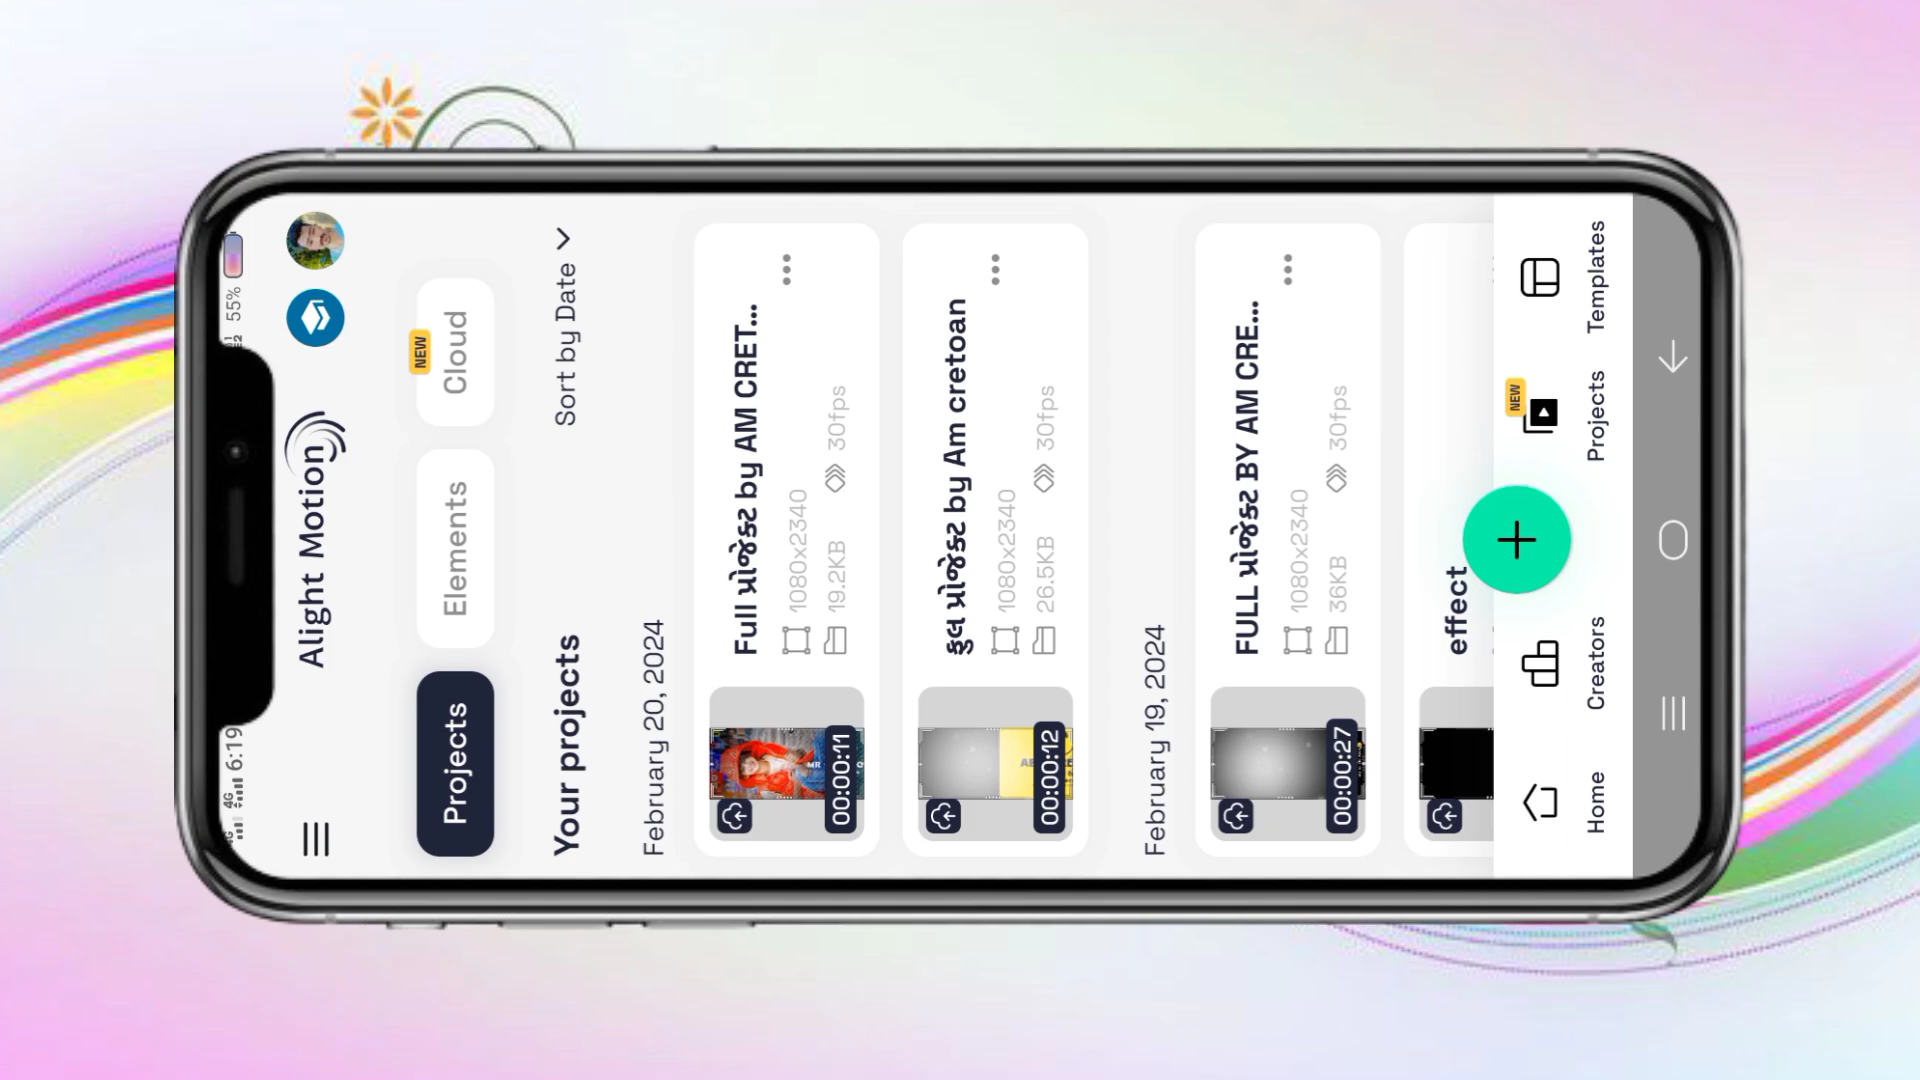 6:19
55%
Alight Motion
Projects
Elements
Cloud
NEW
Your projects
Sort by Date
February 20, 2024
Full પ્રોજેક્ટ by AM CRET...
1080x2340
19.2KB
30fps
00:00:11
ફુલ પ્રોજેક્ટ by Am cretoan
1080x2340
26.5KB
30fps
00:00:12
February 19, 2024
FULL પ્રોજેક્ટ BY AM CRE...
1080x2340
36KB
30fps
00:00:27
effect
Home
Creators
NEW
Projects
Templates